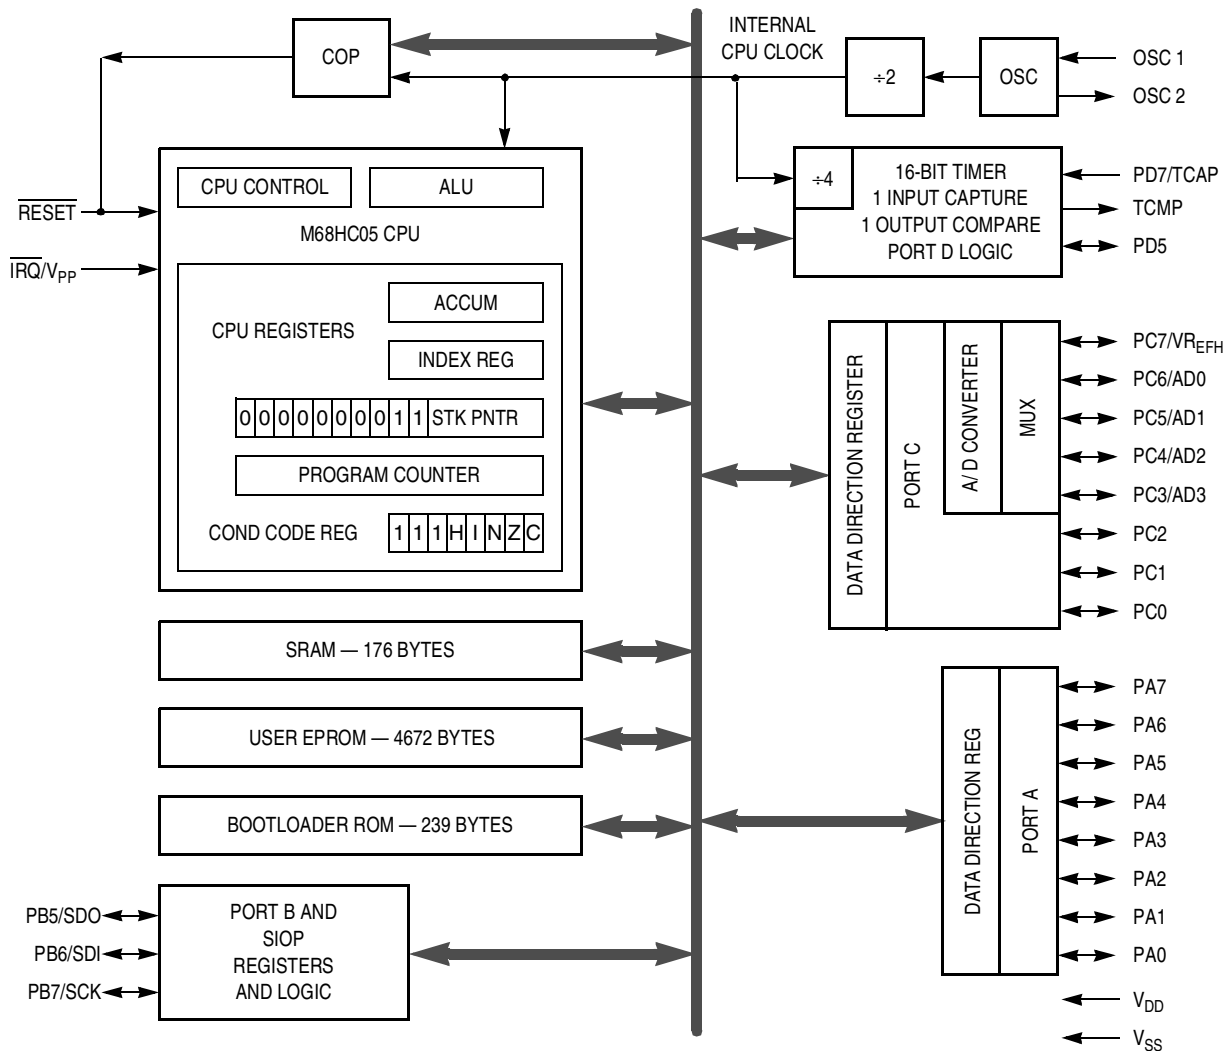 COP
INTERNAL
CPU CLOCK
÷2
OSC
OSC 1
OSC 2
CPU CONTROL
ALU
M68HC05 CPU
RESET
IRQ/VPP
CPU REGISTERS
ACCUM
INDEX REG
0 0 0 0 0 0 0 0 1 1 STK PNTR
PROGRAM COUNTER
COND CODE REG
1 1 1 H I N Z C
÷4
16-BIT TIMER
1 INPUT CAPTURE
1 OUTPUT COMPARE
PORT D LOGIC
PD7/TCAP
TCMP
PD5
DATA DIRECTION REGISTER
PORT C
A/ D CONVERTER
MUX
PC7/VREFH
PC6/AD0
PC5/AD1
PC4/AD2
PC3/AD3
PC2
PC1
PC0
SRAM — 176 BYTES
USER EPROM — 4672 BYTES
BOOTLOADER ROM — 239 BYTES
DATA DIRECTION REG
PORT A
PA7
PA6
PA5
PA4
PA3
PA2
PA1
PA0
PB5/SDO
PB6/SDI
PB7/SCK
PORT B AND
SIOP
REGISTERS
AND LOGIC
VDD
VSS